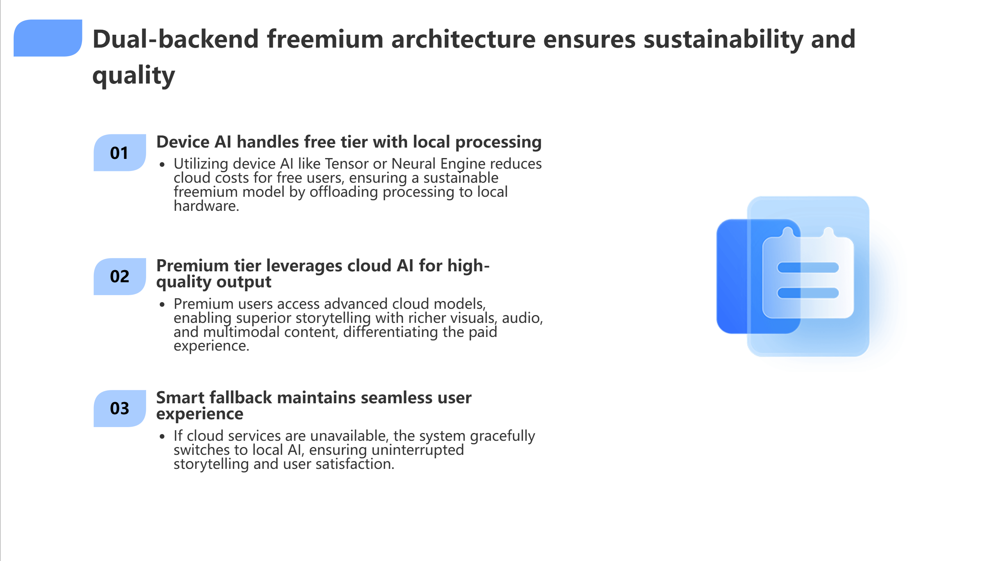 Dual-backend freemium architecture ensures sustainability and
quality
01
Device AI handles free tier with local processing
• Utilizing device AI like Tensor or Neural Engine reduces
cloud costs for free users, ensuring a sustainable
freemium model by offloading processing to local
hardware.
02
Premium tier leverages cloud AI for high-
quality output
• Premium users access advanced cloud models,
enabling superior storytelling with richer visuals, audio,
and multimodal content, differentiating the paid
experience.
03
Smart fallback maintains seamless user
experience
• If cloud services are unavailable, the system gracefully
switches to local AI, ensuring uninterrupted
storytelling and user satisfaction.